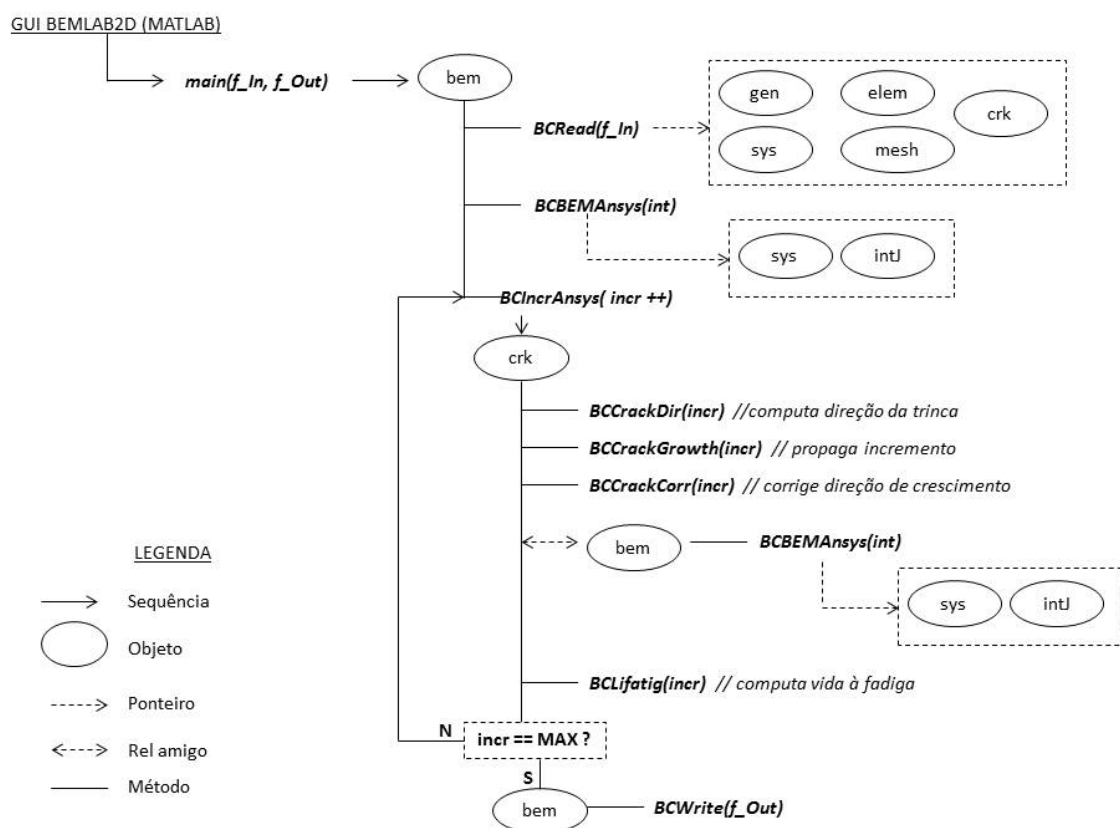 GUI BEMLAB2D (MATLAB)
main(f_In, f_Out)
bem
BCRead(f_In)
gen
elem
crk
sys
mesh
BCBEMAnsys(int)
sys
intJ
BCIncrAnsys( incr ++)
crk
BCCrackDir(incr) //computa direção da trinca
BCCrackGrowth(incr) // propaga incremento
BCCrackCorr(incr) // corrige direção de crescimento
bem
BCBEMAnsys(int)
sys
intJ
BCLifatig(incr) // computa vida à fadiga
N
incr == MAX ?
S
bem
BCWrite(f_Out)
LEGENDA
Sequência
Objeto
Ponteiro
Rel amigo
Método